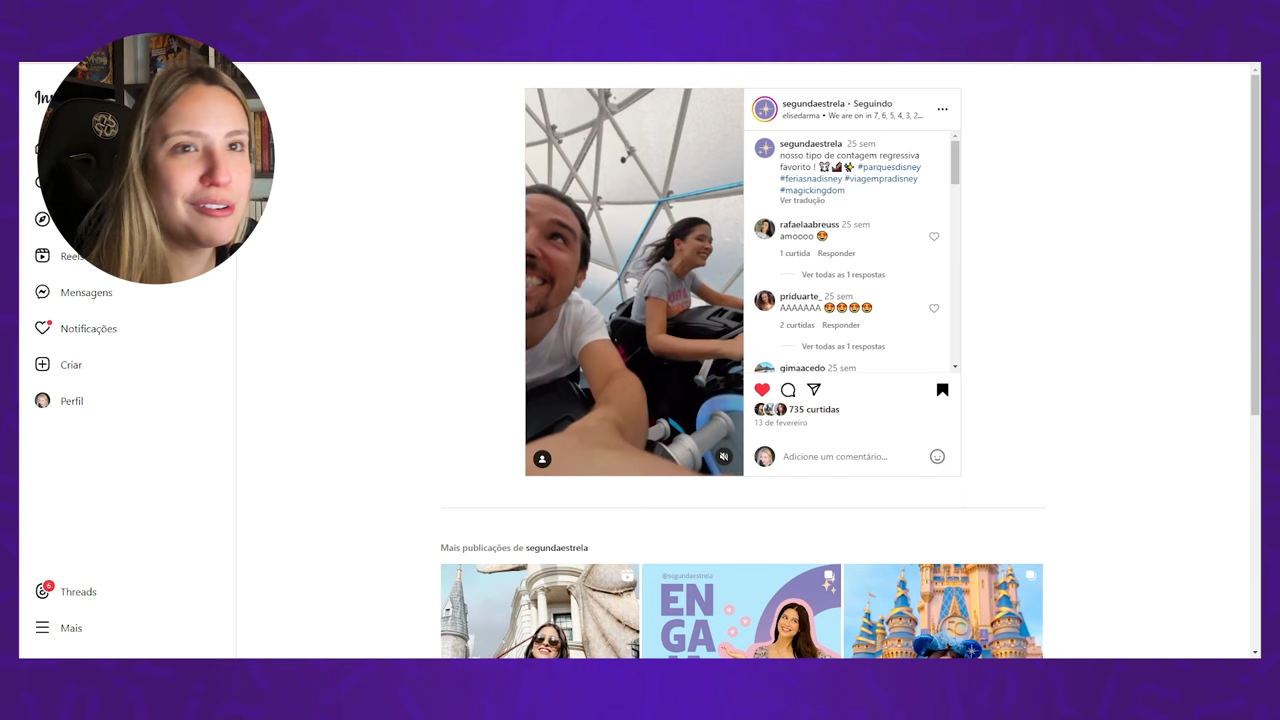 Reels
Mensagens
Notificações
Criar
Perfil
6
Threads
Mais
segundaestrela • Seguindo
elisedarma • We are on in 7, 6, 5, 4, 3, 2...
segundaestrela 25 sem
nosso tipo de contagem regressiva
favorito ! #parquesdisney
#feriasnadisney #viagempradisney
#magickingdom
Ver tradução
rafaelaabreuss 25 sem
amoooo 😍
1 curtida Responder
Ver todas as 1 respostas
priduarte_ 25 sem
AAAAAAA 😍😍😍😍
2 curtidas Responder
Ver todas as 1 respostas
gimaacedo 25 sem
735 curtidas
13 de fevereiro
Adicione um comentário...
Mais publicações de segundaestrela
@segundaestrela
EN
GA